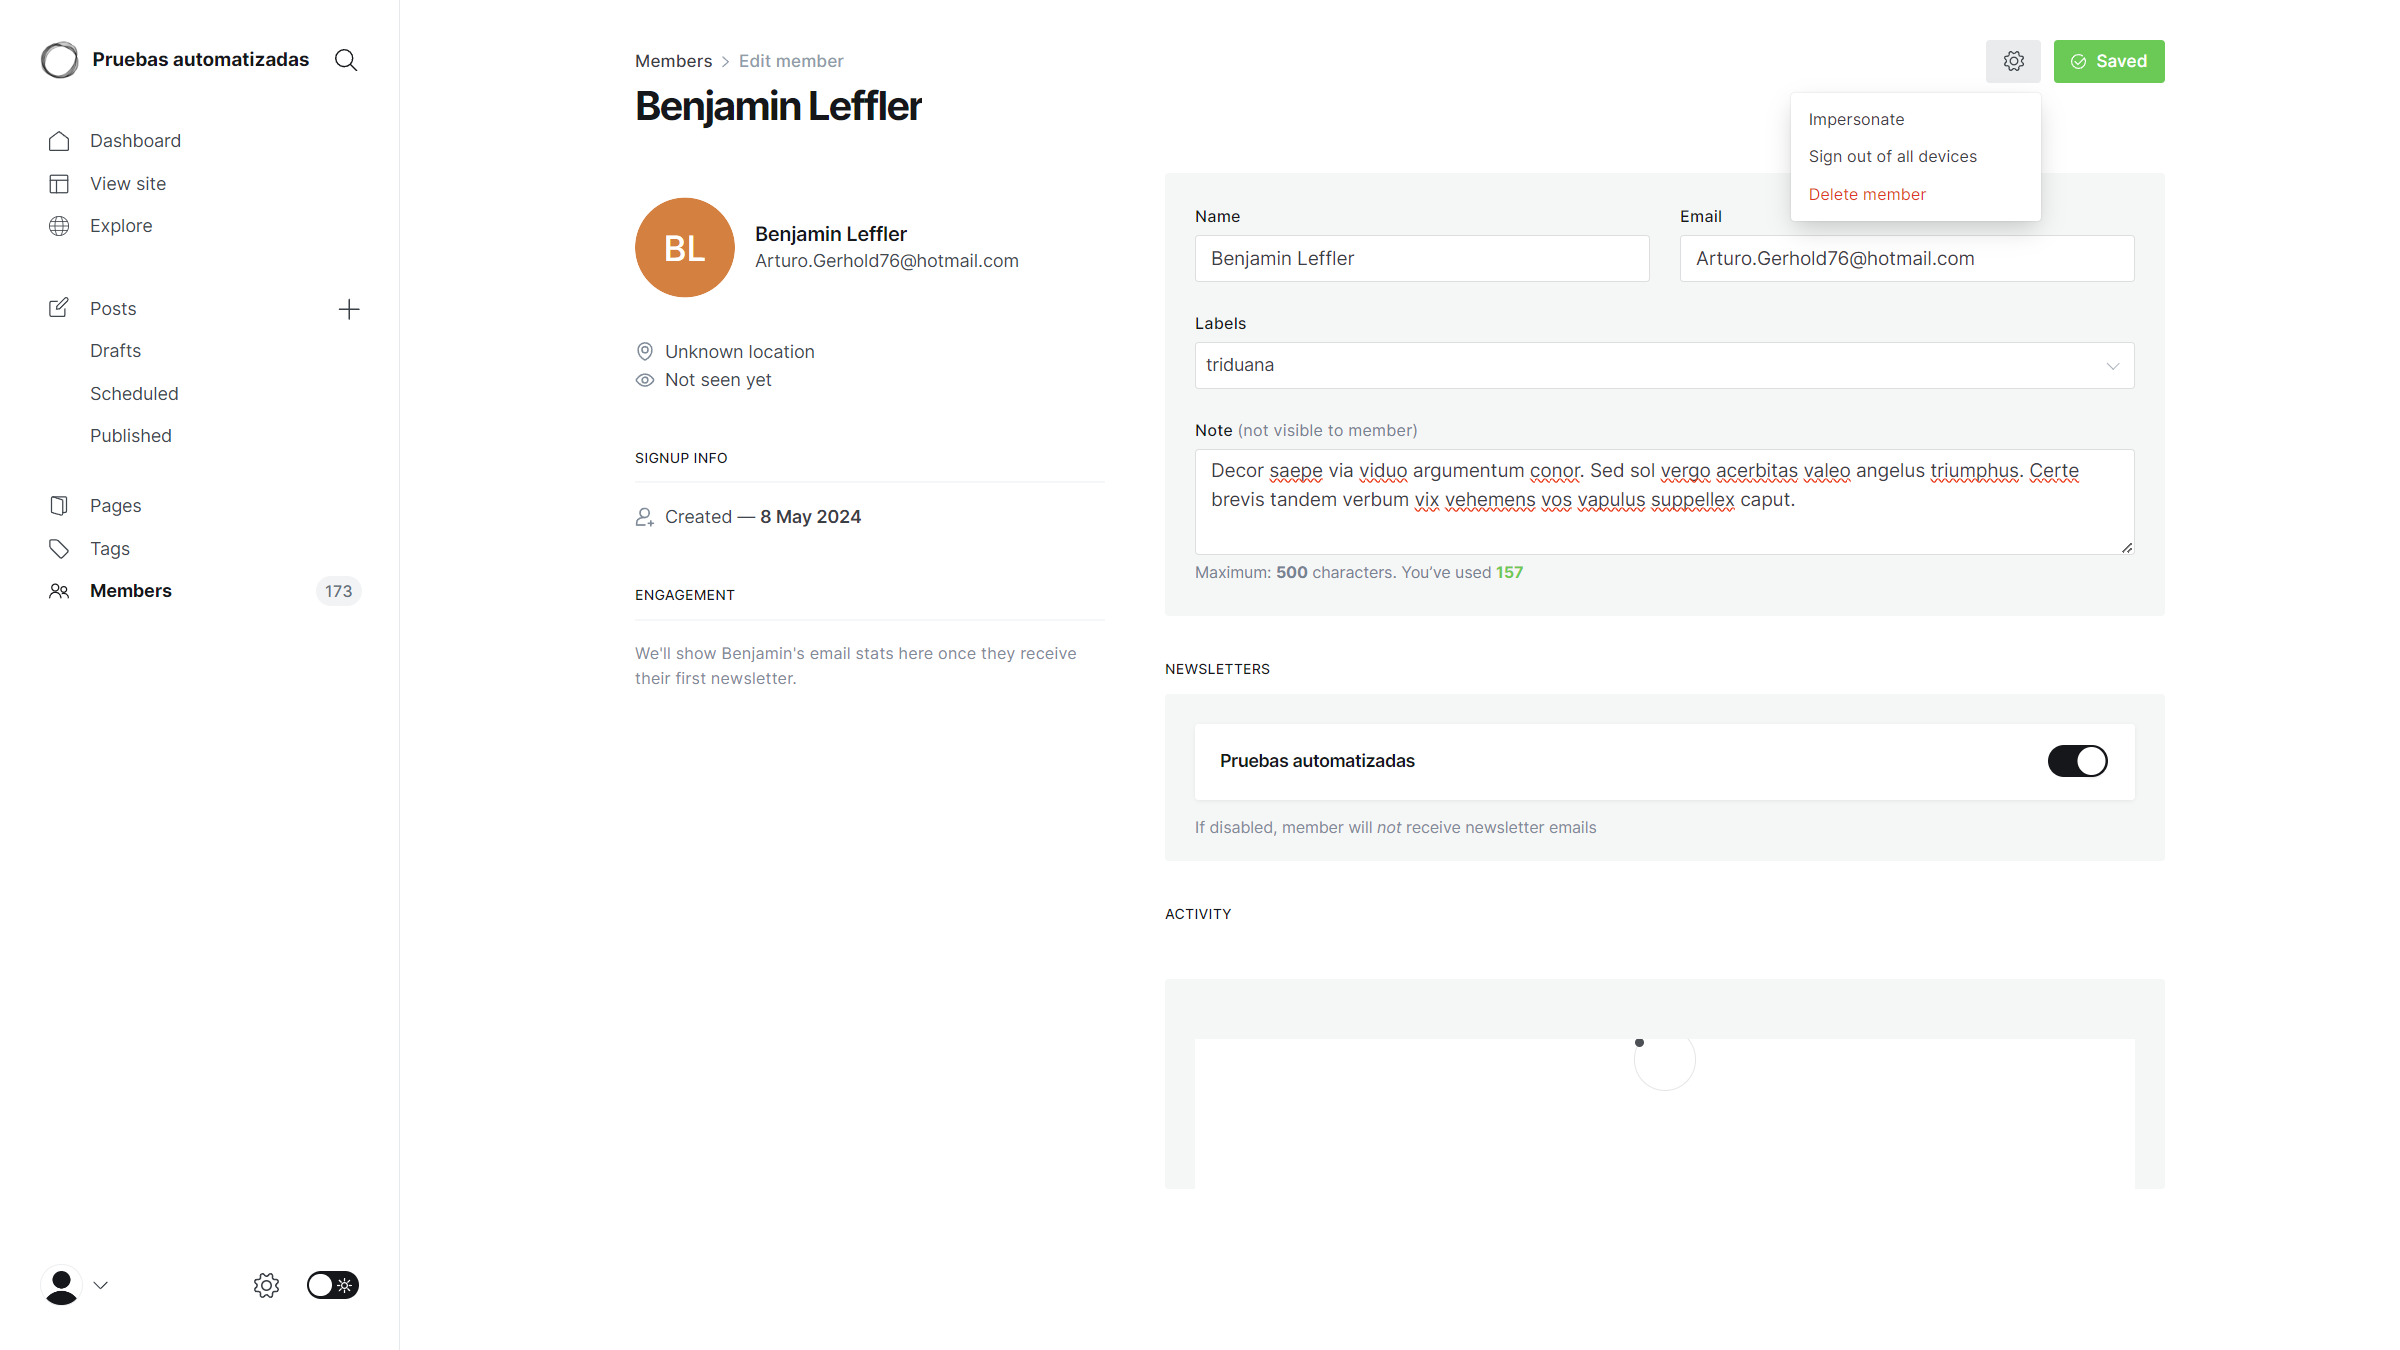 Pruebas automatizadas
Dashboard
View site
Explore
Posts
Drafts
Scheduled
Published
Pages
Tags
Members 173
Members > Edit member
Benjamin Leffler
Saved
Impersonate
Sign out of all devices
Delete member
BL
Benjamin Leffler
Arturo.Gerhold76@hotmail.com
Unknown location
Not seen yet
SIGNUP INFO
Created — 8 May 2024
ENGAGEMENT
We'll show Benjamin's email stats here once they receive
their first newsletter.
Name
Benjamin Leffler
Email
Arturo.Gerhold76@hotmail.com
Labels
triduana
Note (not visible to member)
Decor saepe via viduo argumentum conor. Sed sol vergo acerbitas valeo angelus triumphus. Certe
brevis tandem verbum vix vehemens vos vapulus suppellex caput.
Maximum: 500 characters. You’ve used 157
NEWSLETTERS
Pruebas automatizadas
If disabled, member will not receive newsletter emails
ACTIVITY